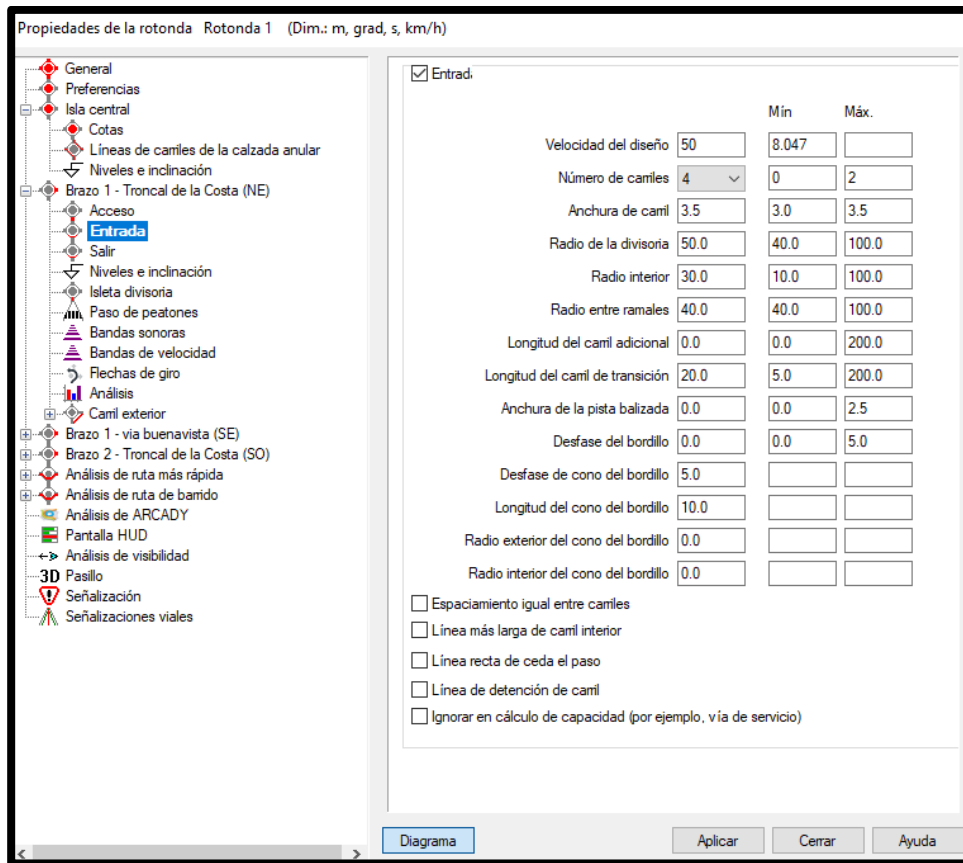 Propiedades de la rotonda Rotonda 1 (Dim.: m, grad, s, km/h)
General
Preferencias
Isla central
Cotas
Líneas de carriles de la calzada anular
Niveles e inclinación
Brazo 1 - Troncal de la Costa (NE)
Acceso
Entrada
Salir
Niveles e inclinación
Isleta divisoria
Paso de peatones
Bandas sonoras
Bandas de velocidad
Flechas de giro
Análisis
Carril exterior
Brazo 1 - via buenavista (SE)
Brazo 2 - Troncal de la Costa (SO)
Análisis de ruta más rápida
Análisis de ruta de barrido
Análisis de ARCADY
Pantalla HUD
Análisis de visibilidad
3D Pasillo
Señalización
Señalizaciones viales
Entrada
Mín Máx.
Velocidad del diseño 50 8.047
Número de carriles 4 0 2
Anchura de carril 3.5 3.0 3.5
Radio de la divisoria 50.0 40.0 100.0
Radio interior 30.0 10.0 100.0
Radio entre ramales 40.0 40.0 100.0
Longitud del carril adicional 0.0 0.0 200.0
Longitud del carril de transición 20.0 5.0 200.0
Anchura de la pista balizada 0.0 0.0 2.5
Desfase del bordillo 0.0 0.0 5.0
Desfase de cono del bordillo 5.0
Longitud del cono del bordillo 10.0
Radio exterior del cono del bordillo 0.0
Radio interior del cono del bordillo 0.0
Espaciamiento igual entre carriles
Línea más larga de carril interior
Línea recta de ceda el paso
Línea de detención de carril
Ignorar en cálculo de capacidad (por ejemplo, vía de servicio)
Diagrama Aplicar Cerrar Ayuda